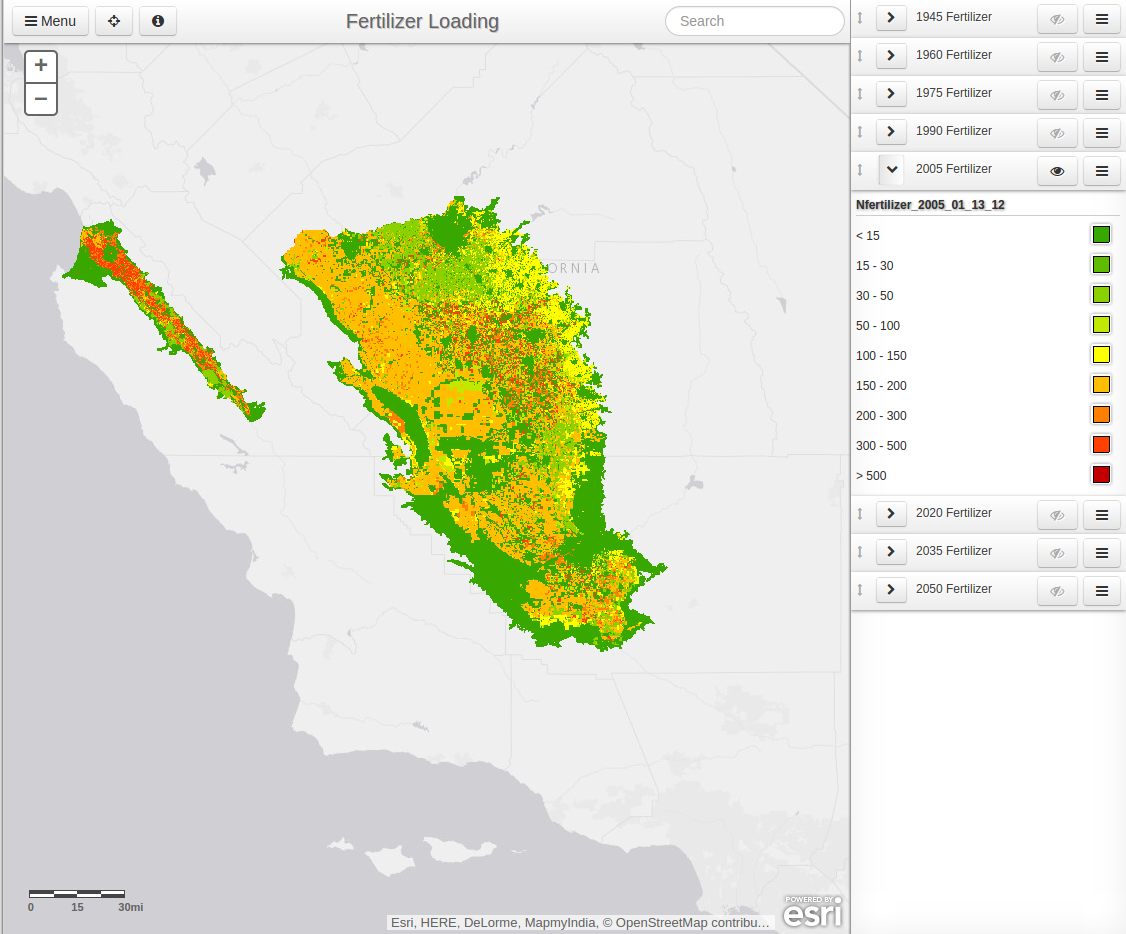 Menu
Fertilizer Loading
Search
+
−
ORNIA
0 15 30mi
Esri, HERE, DeLorme, MapmyIndia, © OpenStreetMap contribu…
POWERED BY
esri
1945 Fertilizer
1960 Fertilizer
1975 Fertilizer
1990 Fertilizer
2005 Fertilizer
Nfertilizer_2005_01_13_12
< 15
15 - 30
30 - 50
50 - 100
100 - 150
150 - 200
200 - 300
300 - 500
> 500
2020 Fertilizer
2035 Fertilizer
2050 Fertilizer